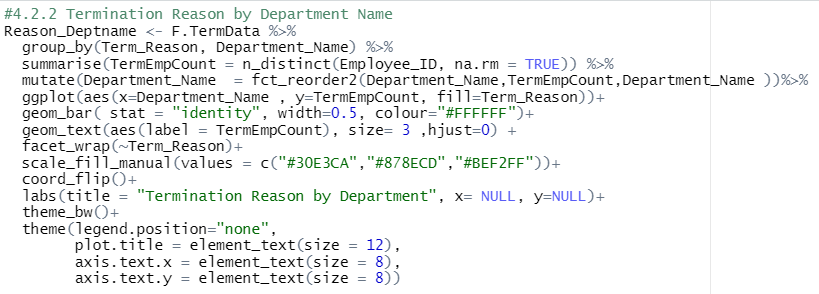 #4.2.2 Termination Reason by Department Name
Reason_Deptname <- F.TermData %>%
  group_by(Term_Reason, Department_Name) %>%
  summarise(TermEmpCount = n_distinct(Employee_ID, na.rm = TRUE)) %>%
  mutate(Department_Name  = fct_reorder2(Department_Name,TermEmpCount,Department_Name ))%>%
  ggplot(aes(x=Department_Name , y=TermEmpCount, fill=Term_Reason))+
  geom_bar( stat = "identity", width=0.5, colour="#FFFFFF")+
  geom_text(aes(label = TermEmpCount), size= 3 ,hjust=0) +
  facet_wrap(~Term_Reason)+
  scale_fill_manual(values = c("#30E3CA","#878ECD","#BEF2FF"))+
  coord_flip()+
  labs(title = "Termination Reason by Department", x= NULL, y=NULL)+
  theme_bw()+
  theme(legend.position="none",
        plot.title = element_text(size = 12),
        axis.text.x = element_text(size = 8),
        axis.text.y = element_text(size = 8))